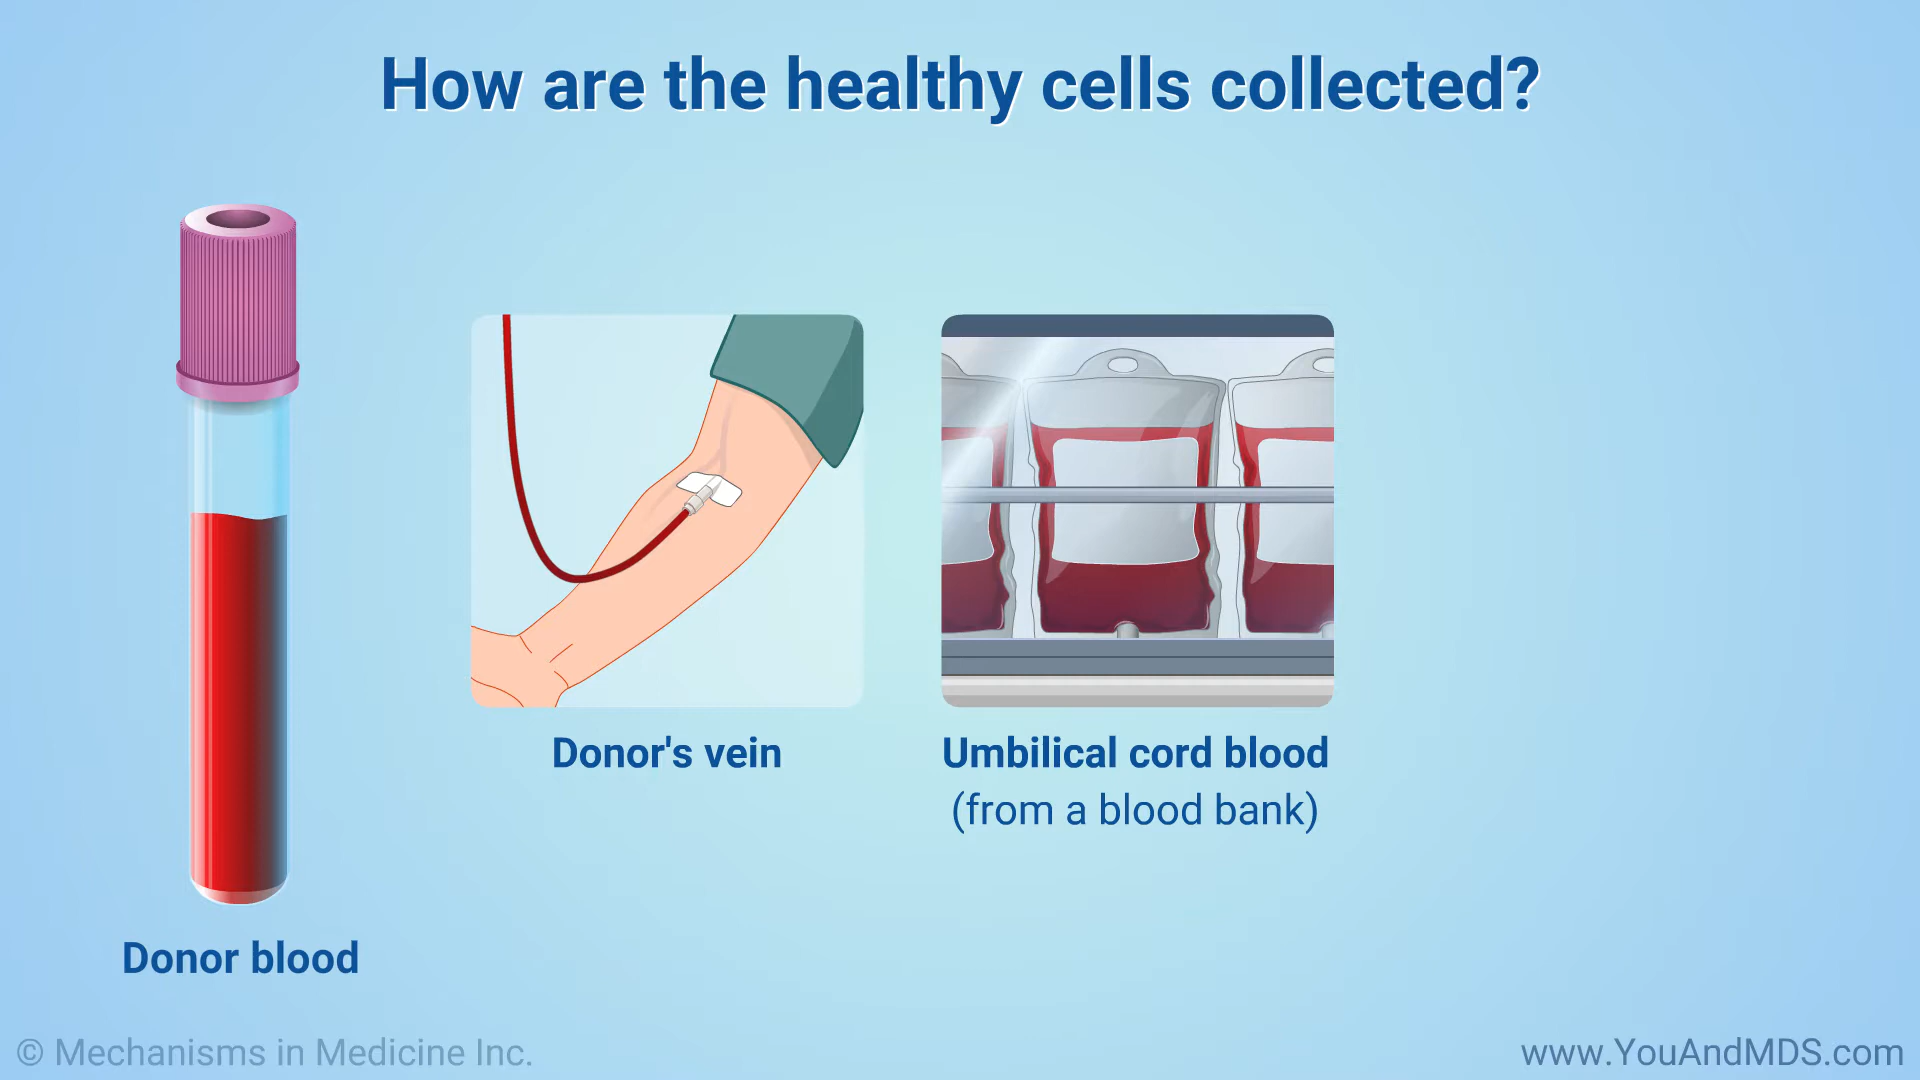 How are the healthy cells collected?
Donor's vein
Umbilical cord blood
(from a blood bank)
Donor blood
© Mechanisms in Medicine Inc.
www.YouAndMDS.com